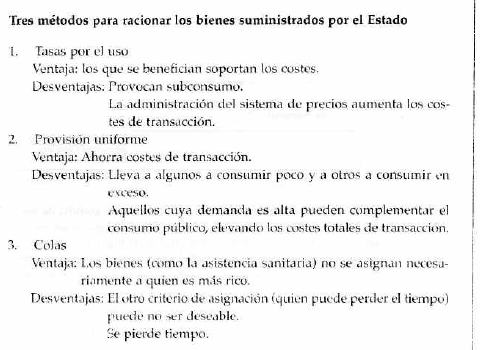 Tres métodos para racionar los bienes suministrados por el Estado
1. Tasas por el uso
Ventaja: los que se benefician soportan los costes.
Desventajas: Provocan subconsumo.
La administración del sistema de precios aumenta los cos-
tes de transacción.
2. Provisión uniforme
Ventaja: Ahorra costes de transacción.
Desventajas: Lleva a algunos a consumir poco y a otros a consumir en
exceso.
Aquellos cuya demanda es alta pueden complementar el
consumo público, elevando los costes totales de transacción.
3. Colas
Ventaja: Los bienes (como la asistencia sanitaria) no se asignan necesa-
riamente a quien es más rico.
Desventajas: El otro criterio de asignación (quien puede perder el tiempo)
puede no ser deseable.
Se pierde tiempo.